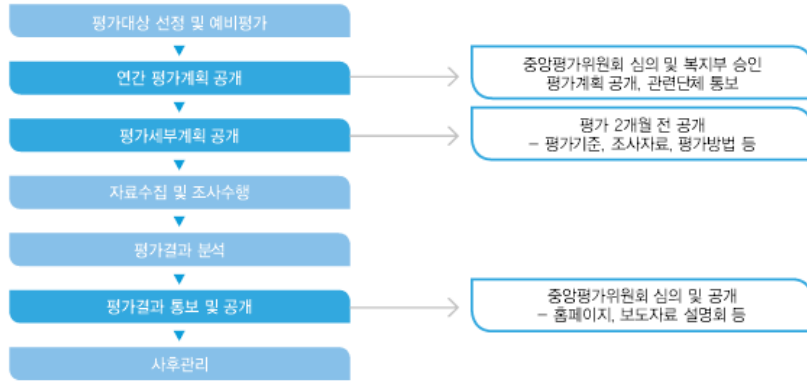 평가대상 선정 및 예비평가
연간 평가계획 공개
중앙평가위원회 심의 및 복지부 승인
평가계획 공개, 관련단체 통보
평가세부계획 공개
평가 2개월 전 공개
– 평가기준, 조사자료, 평가방법 등
자료수집 및 조사수행
평가결과 분석
평가결과 통보 및 공개
중앙평가위원회 심의 및 공개
– 홈페이지, 보도자료 설명회 등
사후관리